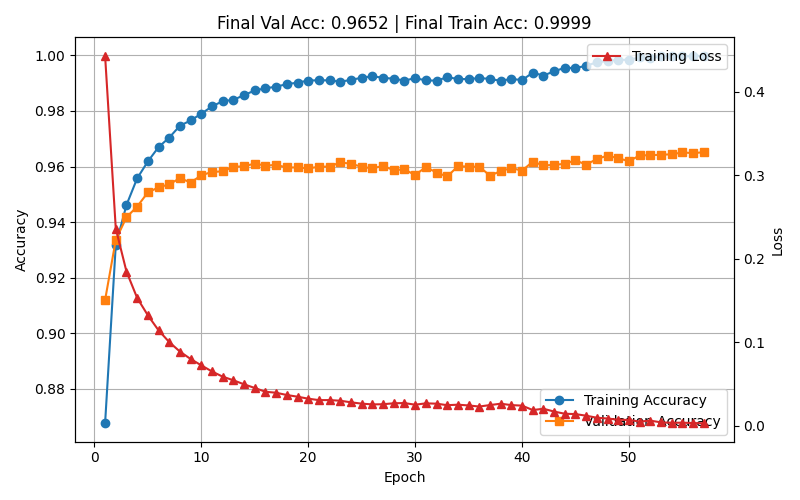 Final Val Acc: 0.9652 | Final Train Acc: 0.9999
1.00
0.98
0.96
0.94
0.92
0.90
0.88
Accuracy
0
10
20
30
40
50
Epoch
0.4
0.3
0.2
0.1
0.0
Loss
Training Loss
Training Accuracy
Validation Accuracy